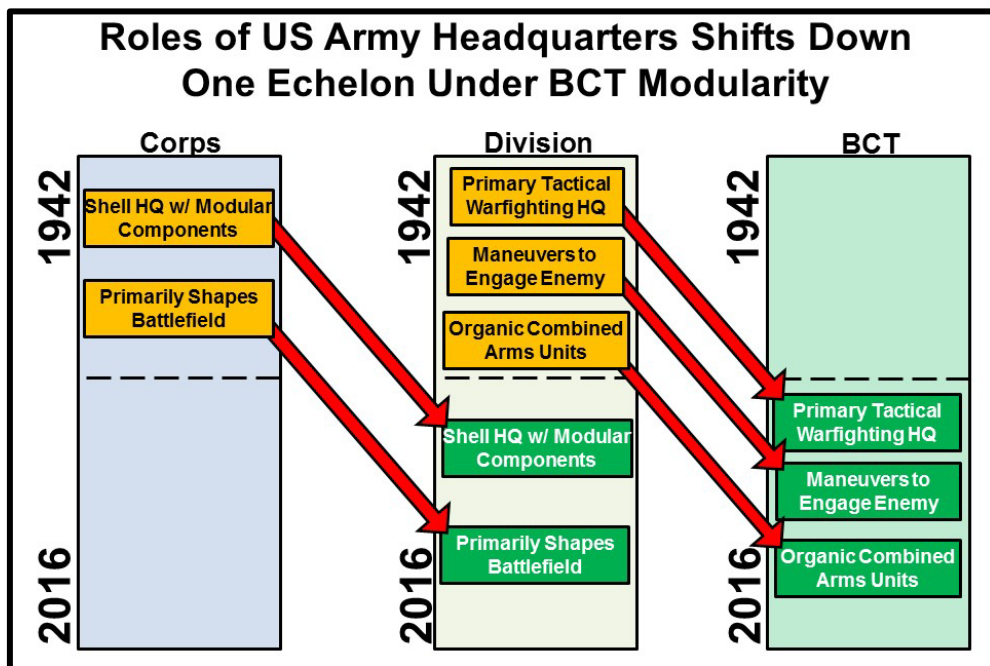 Roles of US Army Headquarters Shifts Down
One Echelon Under BCT Modularity
Corps
1942
Shell HQ w/ Modular
Components
Primarily Shapes
Battlefield
2016
Division
1942
Primary Tactical
Warfighting HQ
Maneuvers to
Engage Enemy
Organic Combined
Arms Units
Shell HQ w/ Modular
Components
Primarily Shapes
Battlefield
2016
BCT
1942
Primary Tactical
Warfighting HQ
Maneuvers to
Engage Enemy
Organic Combined
Arms Units
2016